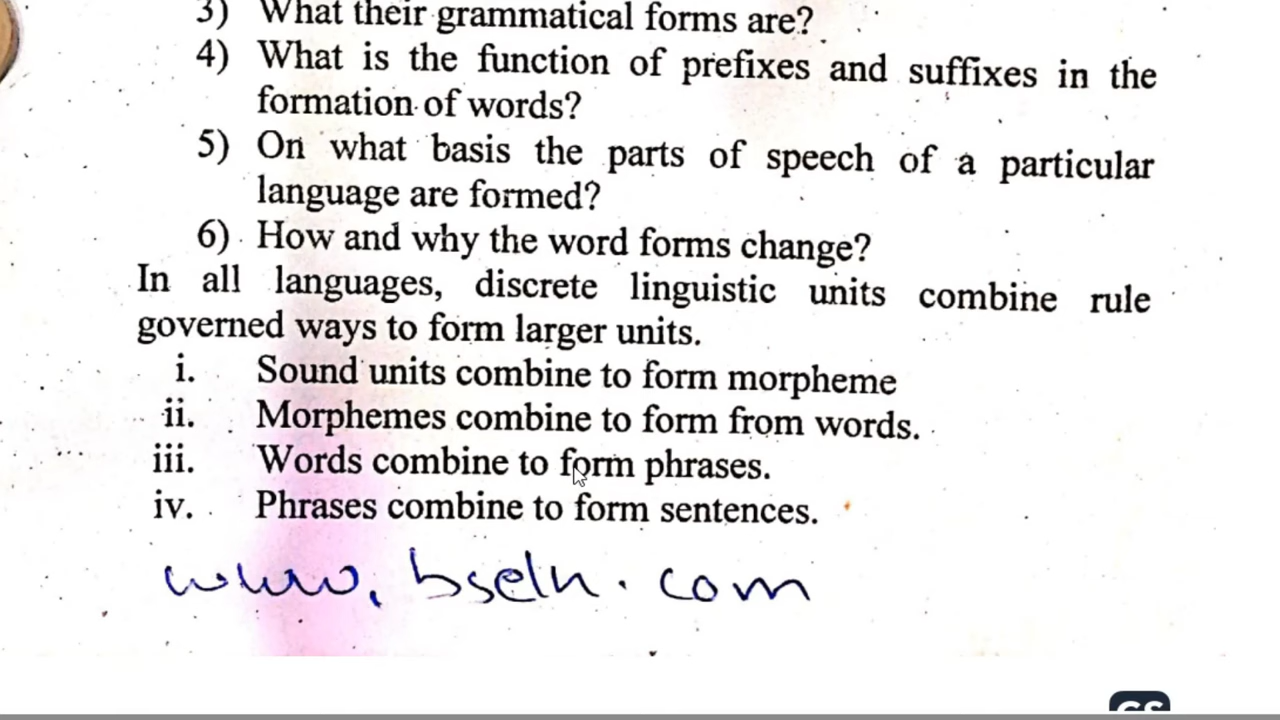 3) What their grammatical forms are?
4) What is the function of prefixes and suffixes in the
formation of words?
5) On what basis the parts of speech of a particular
language are formed?
6) How and why the word forms change?
In all languages, discrete linguistic units combine rule
governed ways to form larger units.
i. Sound units combine to form morpheme
ii. Morphemes combine to form from words.
iii. Words combine to form phrases.
iv. Phrases combine to form sentences.
www. bseln. com